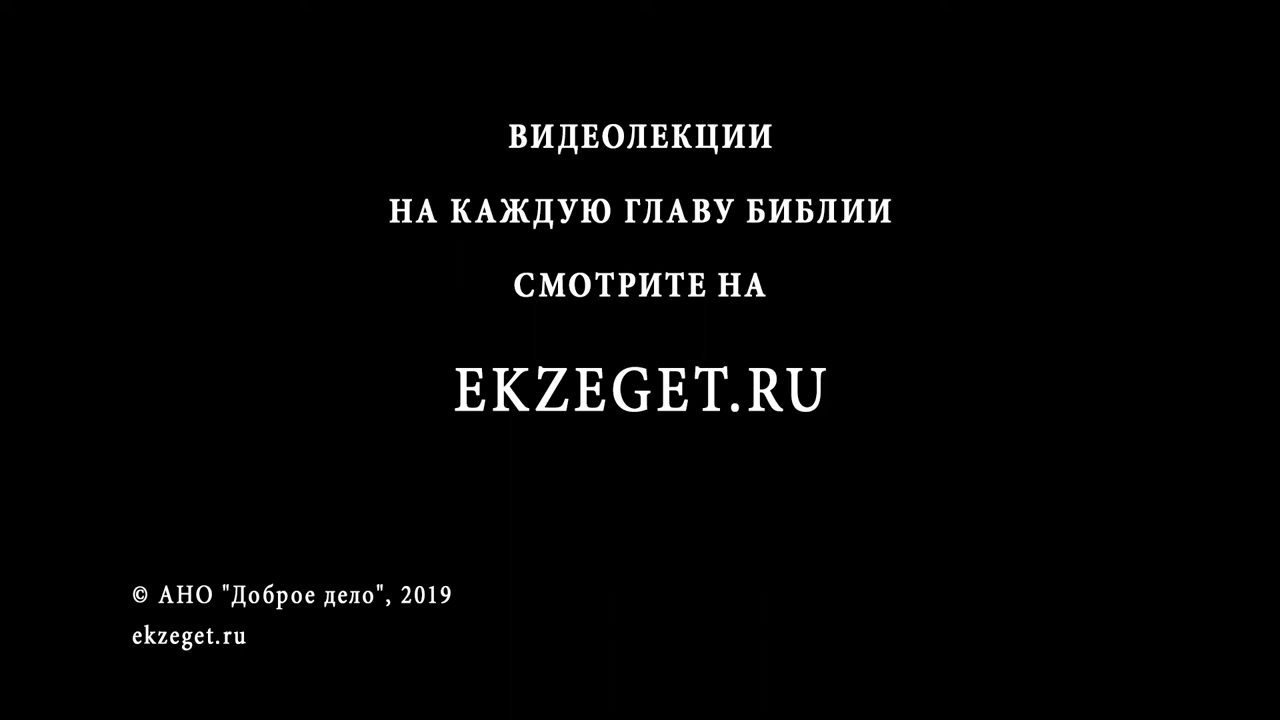 ВИДЕОЛЕКЦИИ
НА КАЖДУЮ ГЛАВУ БИБЛИИ
СМОТРИТЕ НА
EKZEGET.RU
© АНО "Доброе дело", 2019
ekzeget.ru